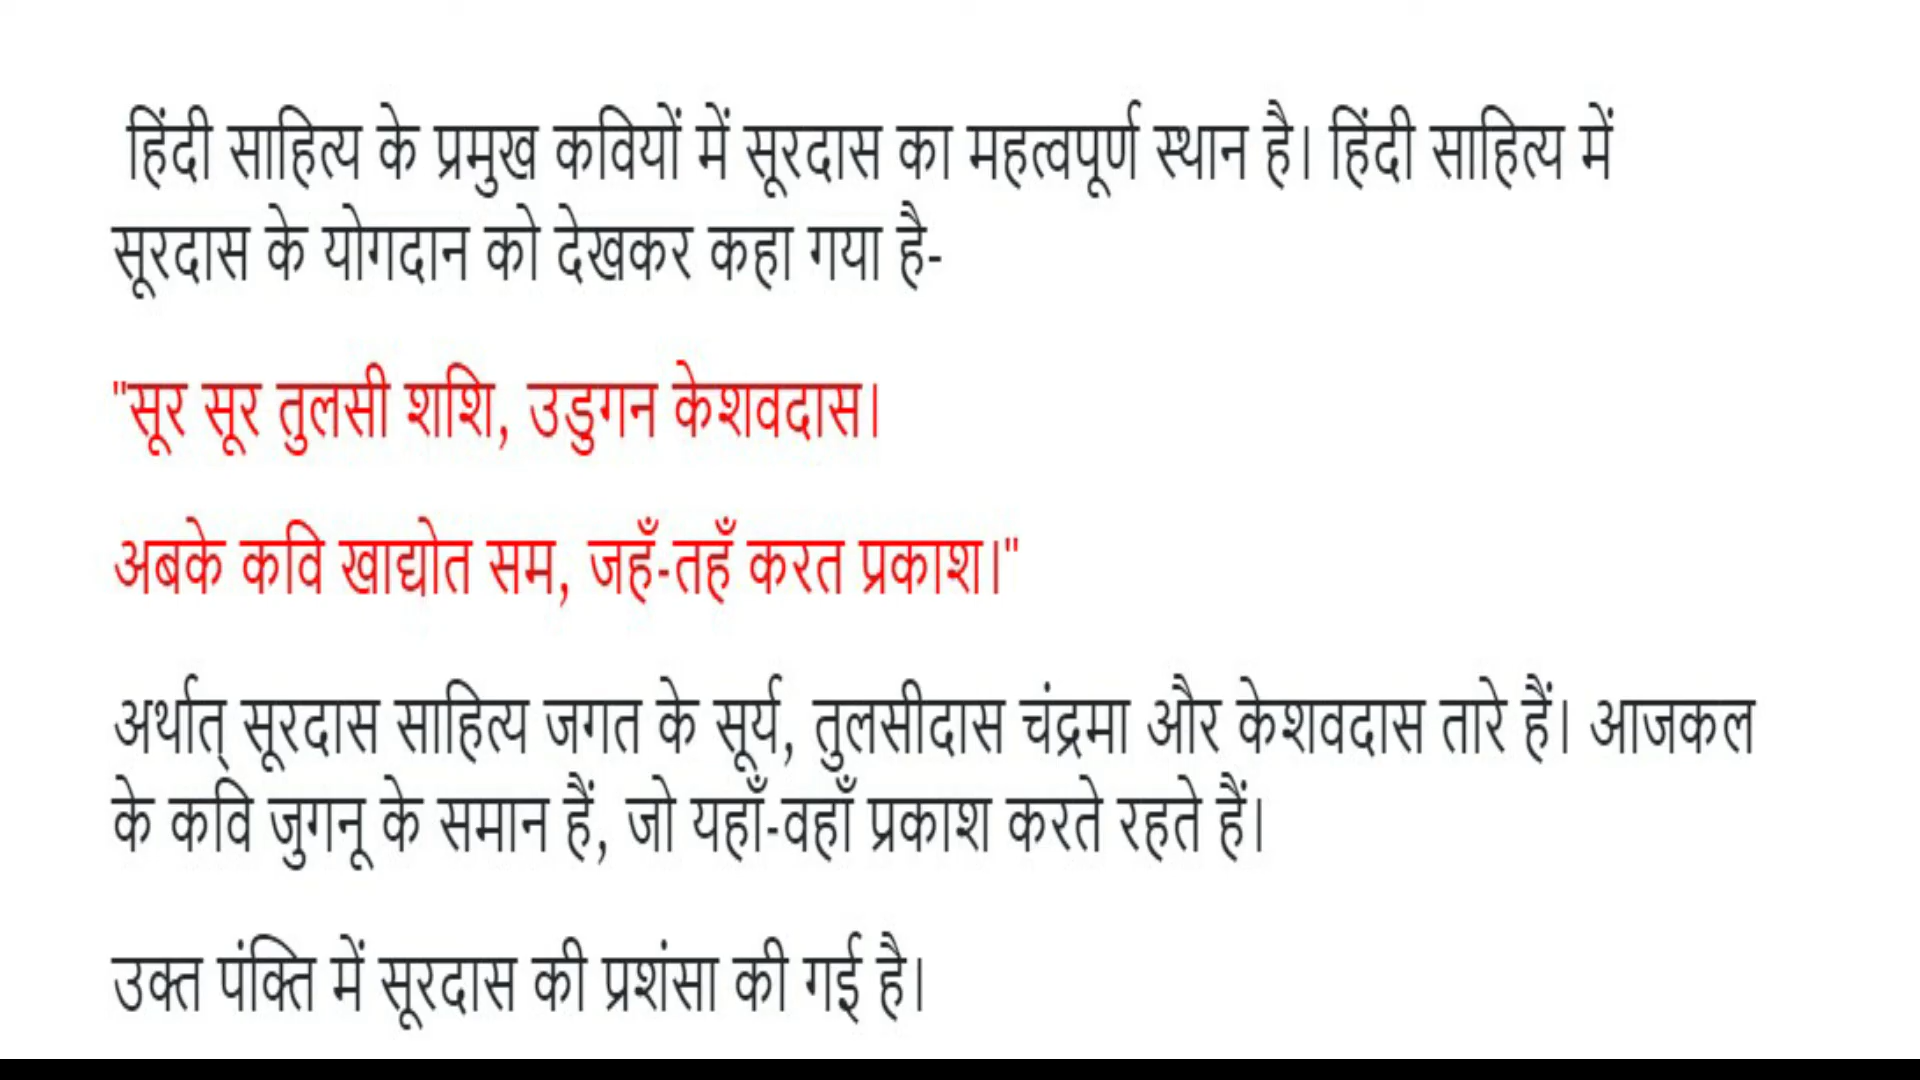 हिंदी साहित्य के प्रमुख कवियों में सूरदास का महत्वपूर्ण स्थान है। हिंदी साहित्य में
सूरदास के योगदान को देखकर कहा गया है-
"सूर सूर तुलसी शशि, उडुगन केशवदास।
अबके कवि खाद्योत सम, जहँ-तहँ करत प्रकाश।"
अर्थात् सूरदास साहित्य जगत के सूर्य, तुलसीदास चंद्रमा और केशवदास तारे हैं। आजकल
के कवि जुगनू के समान हैं, जो यहाँ-वहाँ प्रकाश करते रहते हैं।
उक्त पंक्ति में सूरदास की प्रशंसा की गई है।